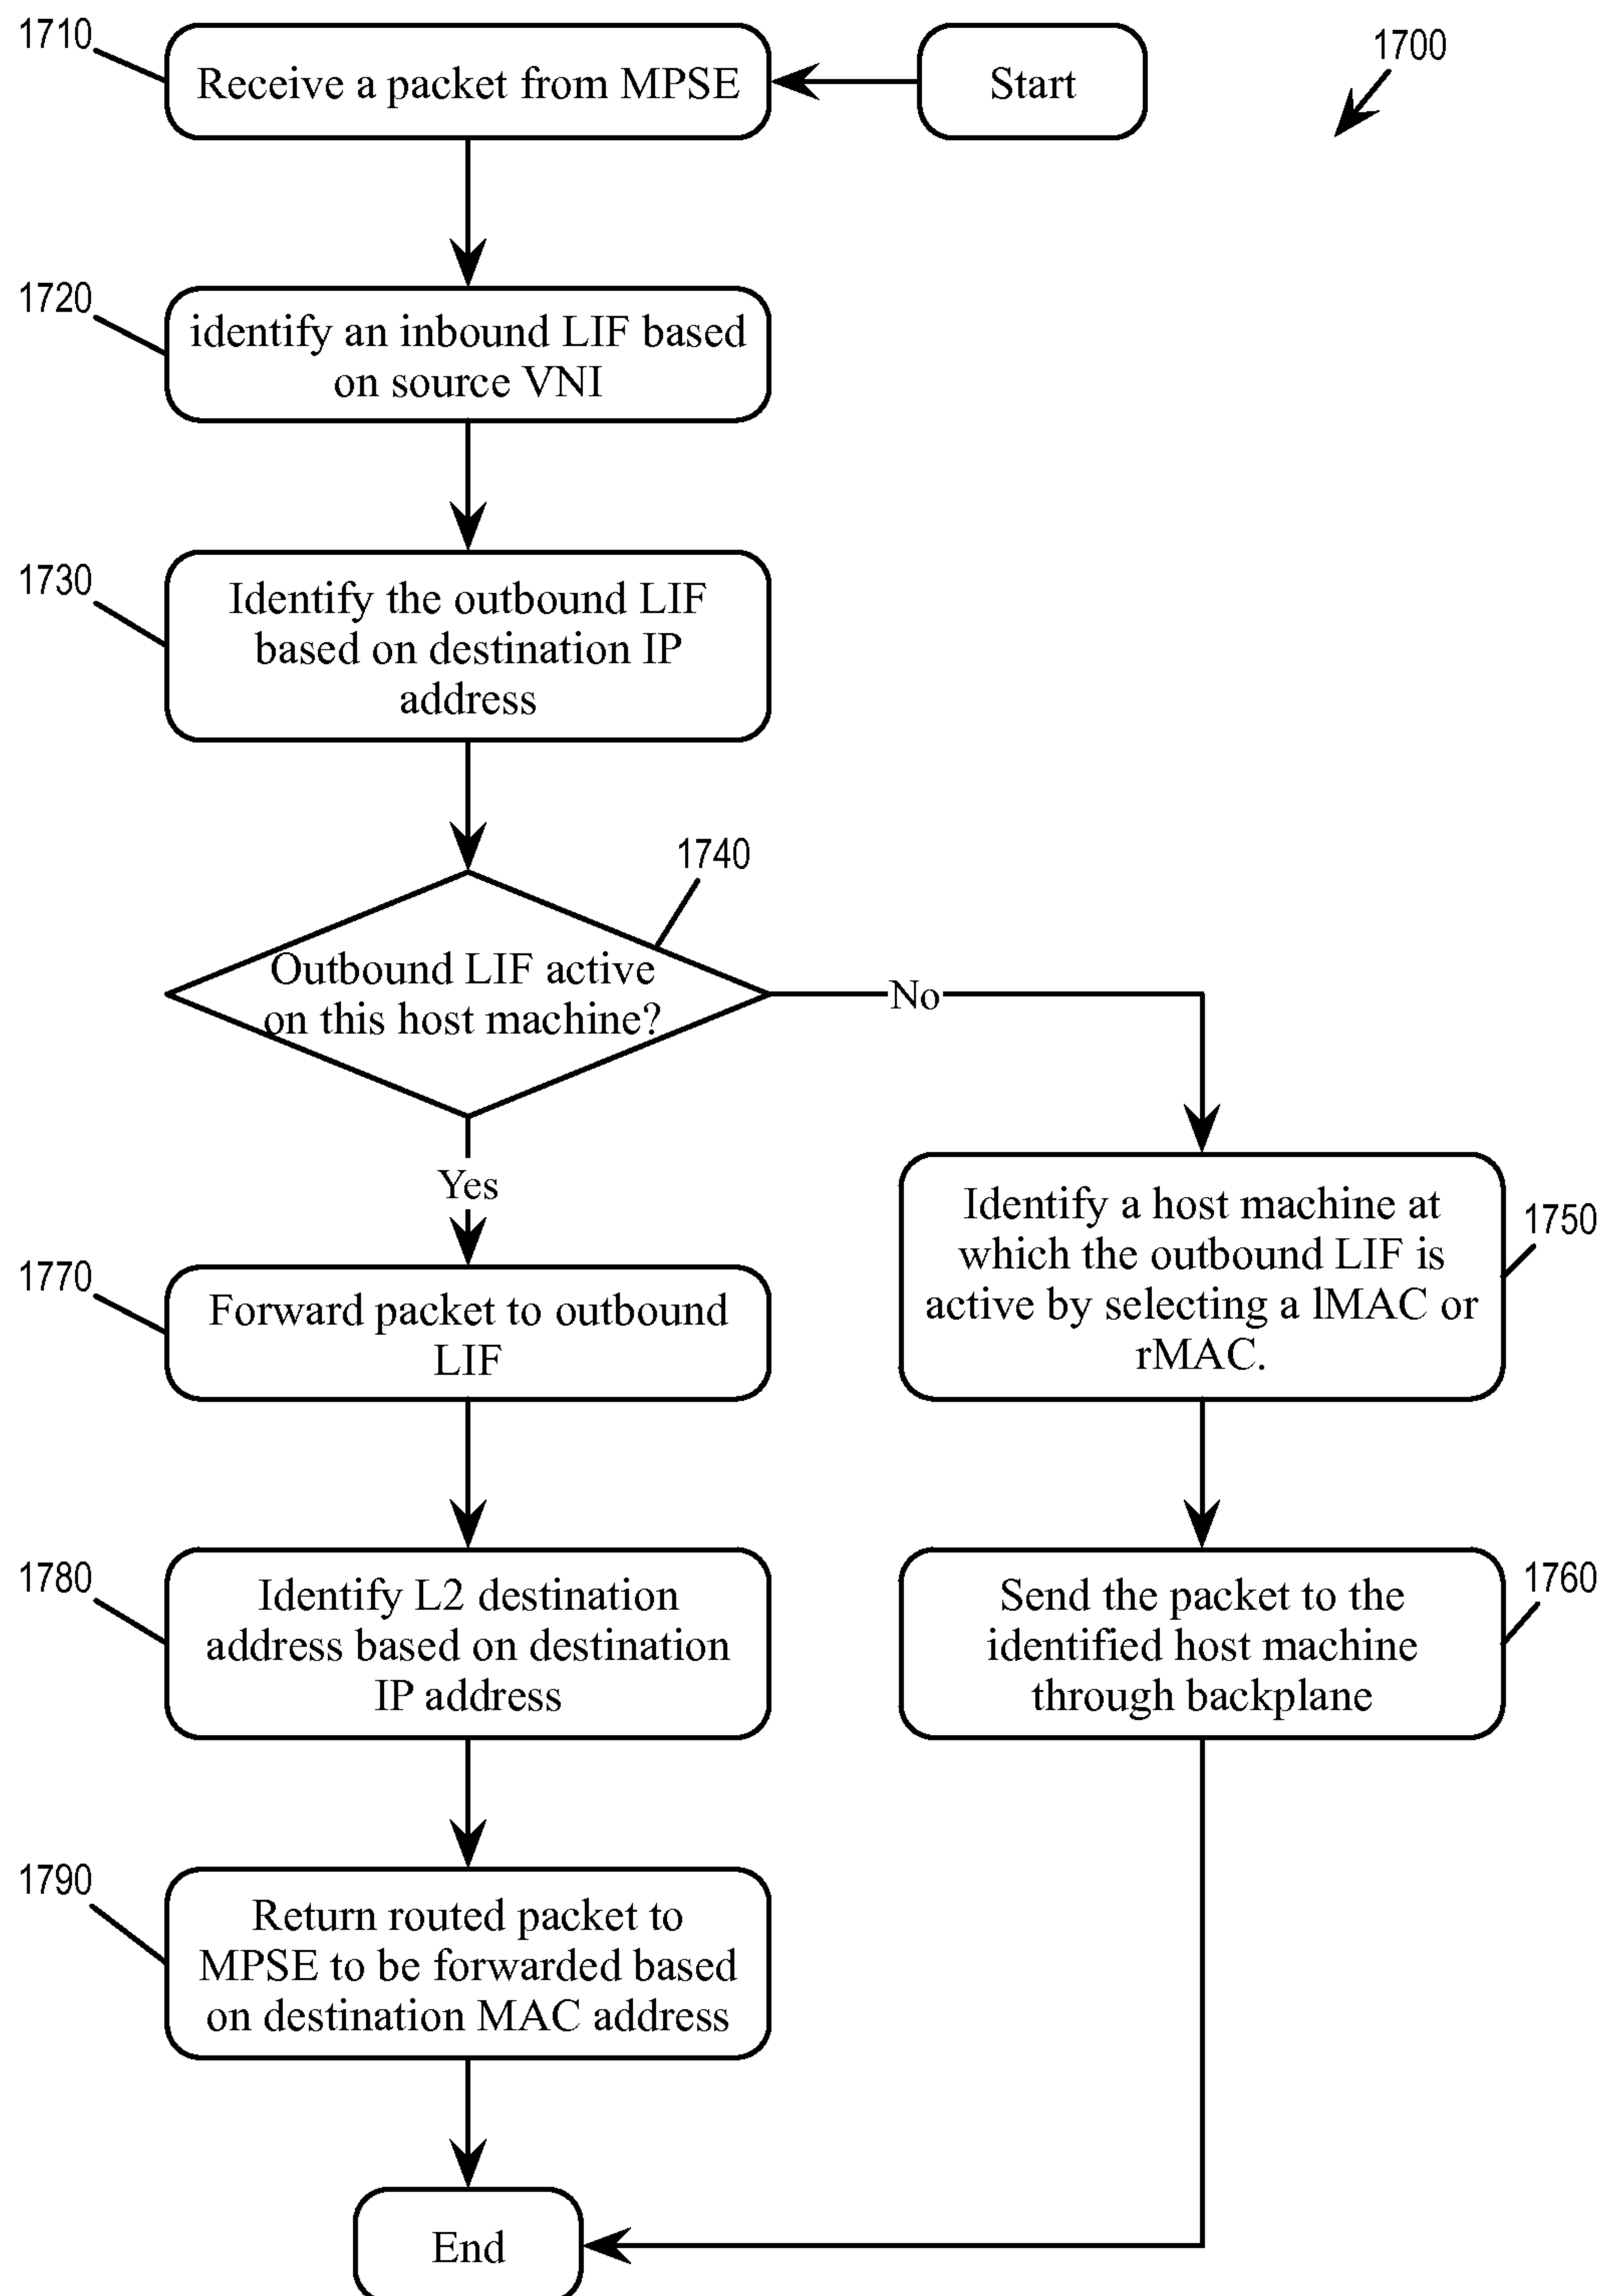 1710
Receive a packet from MPSE
Start
1700
1720
identify an inbound LIF based
on source VNI
1730
Identify the outbound LIF
based on destination IP
address
1740
Outbound LIF active
on this host machine?
No
Yes
1750
Identify a host machine at
which the outbound LIF is
active by selecting a lMAC or
rMAC.
1770
Forward packet to outbound
LIF
1780
Identify L2 destination
address based on destination
IP address
1760
Send the packet to the
identified host machine
through backplane
1790
Return routed packet to
MPSE to be forwarded based
on destination MAC address
End